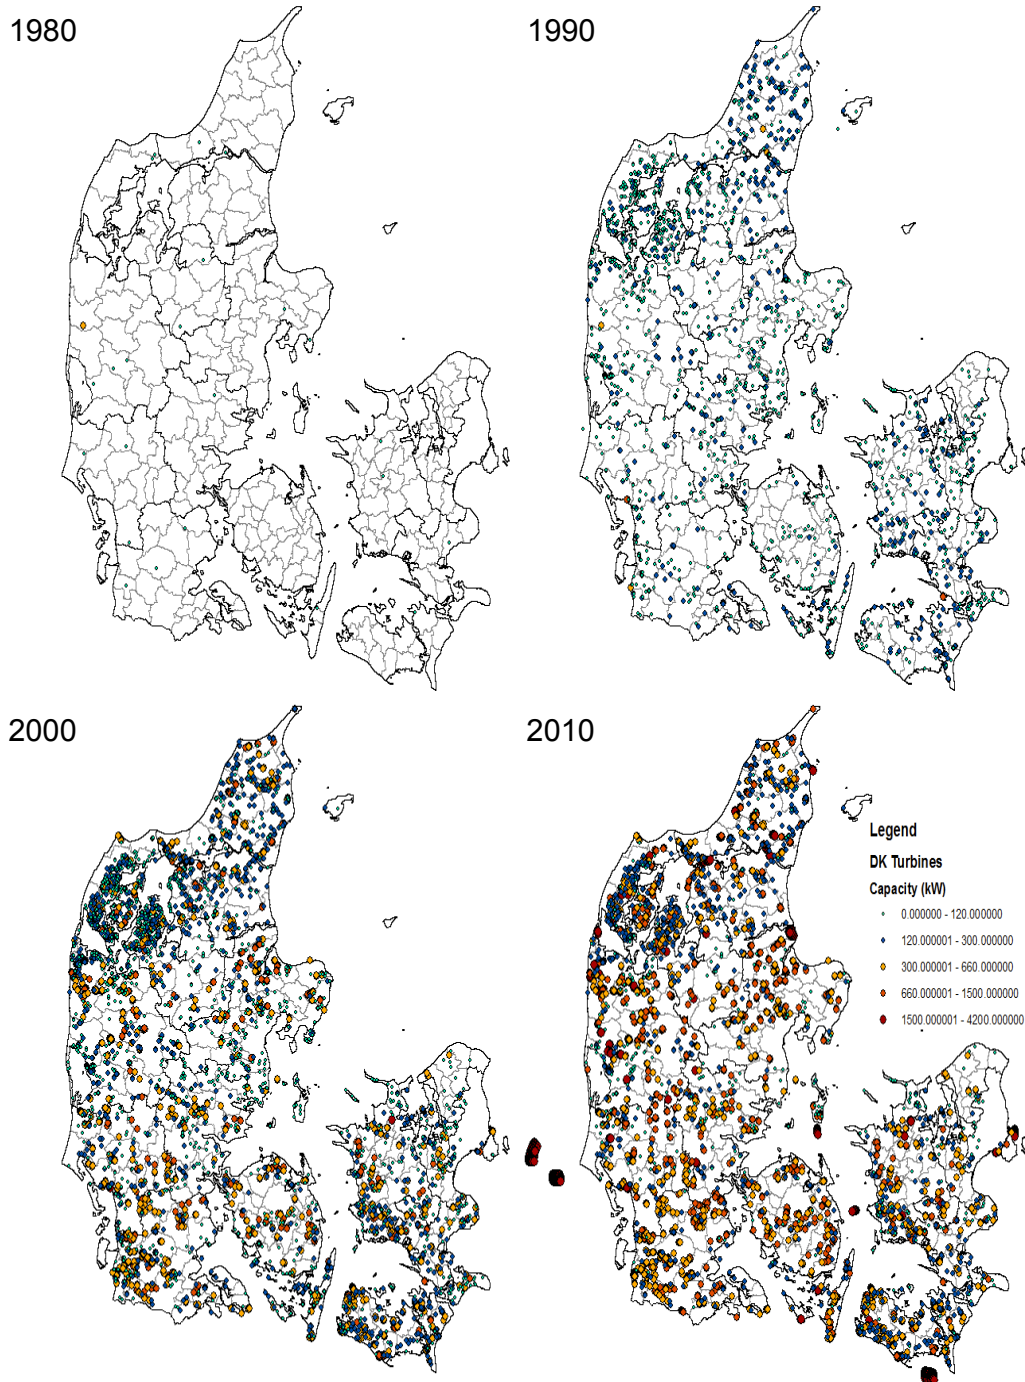 1980
1990
2000
2010
Legend
DK Turbines
Capacity (kW)
0.000000 - 120.000000
120.000001 - 300.000000
300.000001 - 660.000000
660.000001 - 1500.000000
1500.000001 - 4200.000000